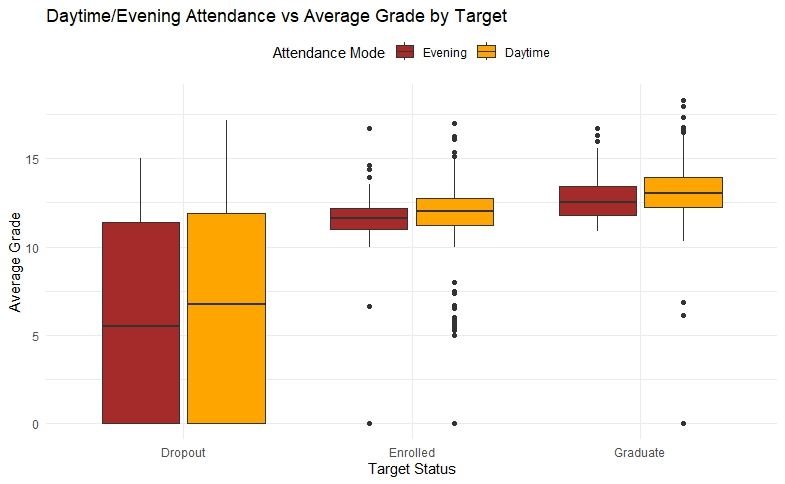 Daytime/Evening Attendance vs Average Grade by Target
Attendance Mode Evening Daytime
Average Grade
15
10
5
0
Dropout Enrolled Graduate
Target Status